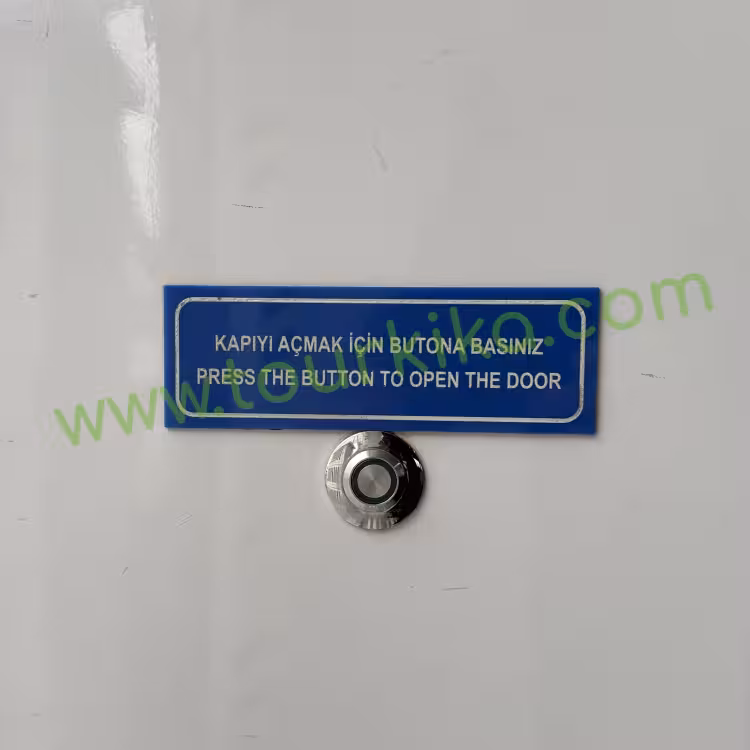 KAPIYI AÇMAK İÇİN BUTONA BASINIZ
PRESS THE BUTTON TO OPEN THE DOOR
www.tourkiko.com